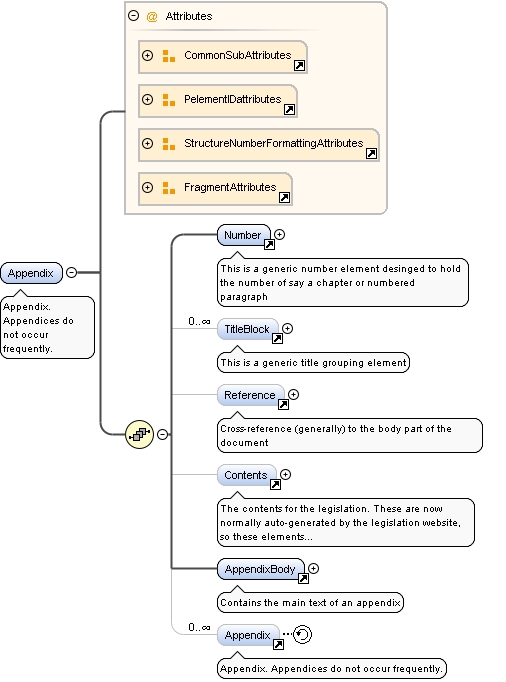 @ Attributes
CommonSubAttributes
PelementIDattributes
StructureNumberFormattingAttributes
FragmentAttributes
Appendix
Appendix.
Appendices do
not occur
frequently.
Number
This is a generic number element desinged to hold
the number of say a chapter or numbered
paragraph
0..∞
TitleBlock
This is a generic title grouping element
Reference
Cross-reference (generally) to the body part of the
document
Contents
The contents for the legislation. These are now
normally auto-generated by the legislation website,
so these elements...
AppendixBody
Contains the main text of an appendix
0..∞
Appendix
Appendix. Appendices do not occur frequently.